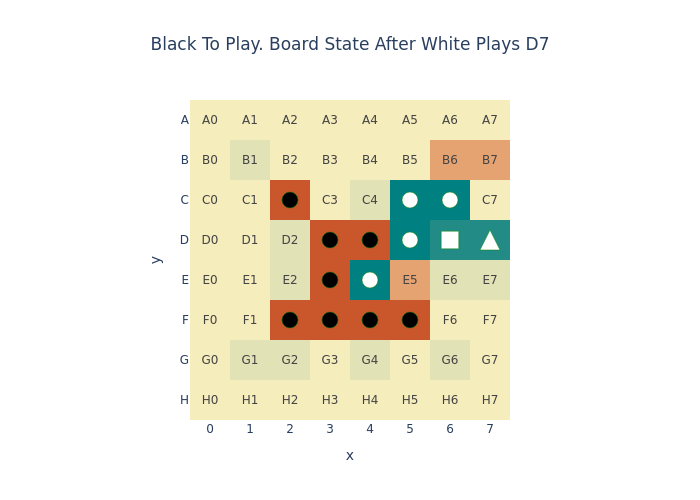 Black To Play. Board State After White Plays D7
A A0 A1 A2 A3 A4 A5 A6 A7
B B0 B1 B2 B3 B4 B5 B6 B7
C C0 C1 C3 C4 C7
D D0 D1 D2
E E0 E1 E2 E5 E6 E7
F F0 F1 F6 F7
G G0 G1 G2 G3 G4 G5 G6 G7
H H0 H1 H2 H3 H4 H5 H6 H7
0 1 2 3 4 5 6 7
x
y